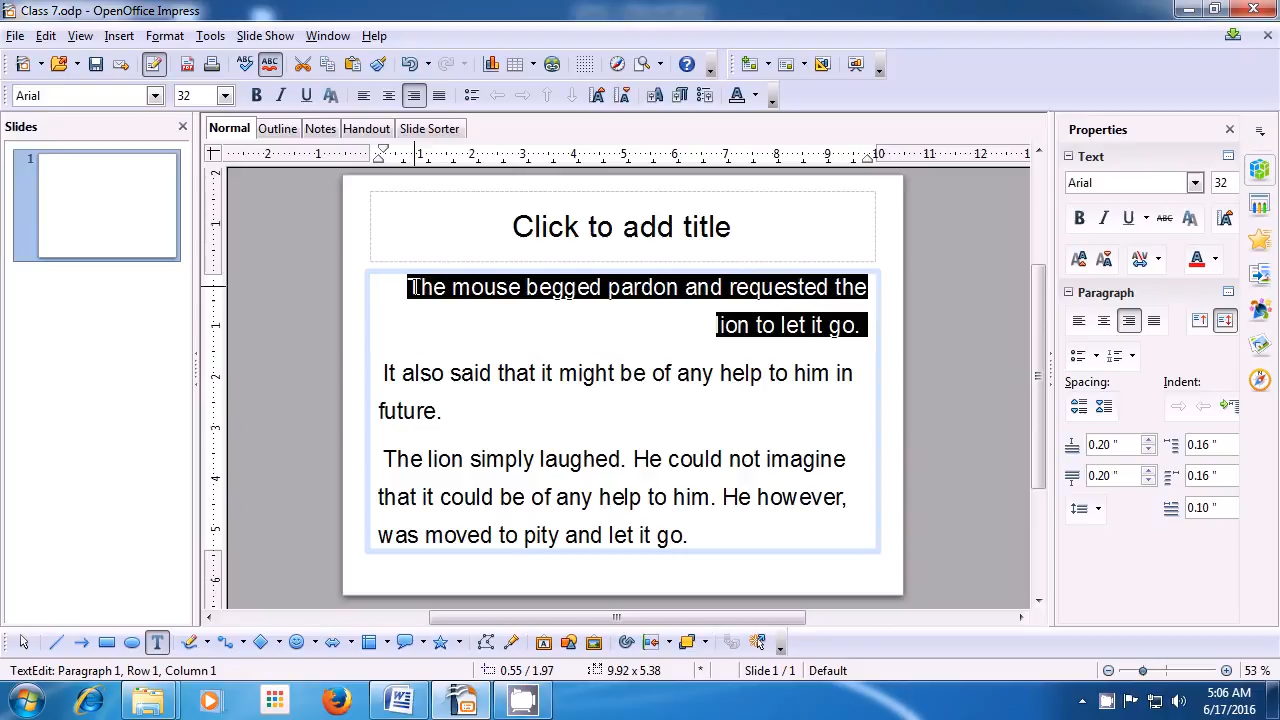 Class 7.odp - OpenOffice Impress
File Edit View Insert Format Tools Slide Show Window Help
Arial 32
Slides
Normal Outline Notes Handout Slide Sorter
Properties
Text
Arial 32
1
Click to add title
The mouse begged pardon and requested the
lion to let it go.
It also said that it might be of any help to him in
future.
The lion simply laughed. He could not imagine
that it could be of any help to him. He however,
was moved to pity and let it go.
Paragraph
Spacing: Indent:
0.20 " 0.16 "
0.20 " 0.16 "
0.10 "
TextEdit: Paragraph 1, Row 1, Column 1 0.55 / 1.97 9.92 x 5.38 * Slide 1 / 1 Default 53 %
5:06 AM
6/17/2016